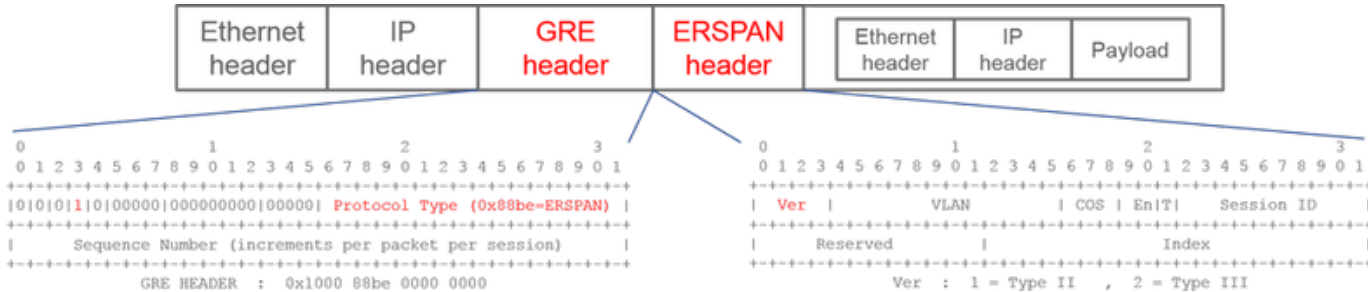 Ethernet header
IP header
GRE header
ERSPAN header
Ethernet header
IP header
Payload
0 1 2 3
0 1 2 3 4 5 6 7 8 9 0 1 2 3 4 5 6 7 8 9 0 1 2 3 4 5 6 7 8 9 0 1
+-+-+-+-+-+-+-+-+-+-+-+-+-+-+-+-+-+-+-+-+-+-+-+-+-+-+-+-+-+-+-+-+
|0|0|0|1|0|00000|000000000|00000| Protocol Type (0x88be=ERSPAN) |
+-+-+-+-+-+-+-+-+-+-+-+-+-+-+-+-+-+-+-+-+-+-+-+-+-+-+-+-+-+-+-+-+
| Sequence Number (increments per packet per session) |
+-+-+-+-+-+-+-+-+-+-+-+-+-+-+-+-+-+-+-+-+-+-+-+-+-+-+-+-+-+-+-+-+
GRE HEADER : 0x1000 88be 0000 0000
0 1 2 3
0 1 2 3 4 5 6 7 8 9 0 1 2 3 4 5 6 7 8 9 0 1 2 3 4 5 6 7 8 9 0 1
+-+-+-+-+-+-+-+-+-+-+-+-+-+-+-+-+-+-+-+-+-+-+-+-+-+-+-+-+-+-+-+-+
| Ver | VLAN | COS | En|T| Session ID |
+-+-+-+-+-+-+-+-+-+-+-+-+-+-+-+-+-+-+-+-+-+-+-+-+-+-+-+-+-+-+-+-+
| Reserved | Index |
+-+-+-+-+-+-+-+-+-+-+-+-+-+-+-+-+-+-+-+-+-+-+-+-+-+-+-+-+-+-+-+-+
Ver : 1 = Type II , 2 = Type III